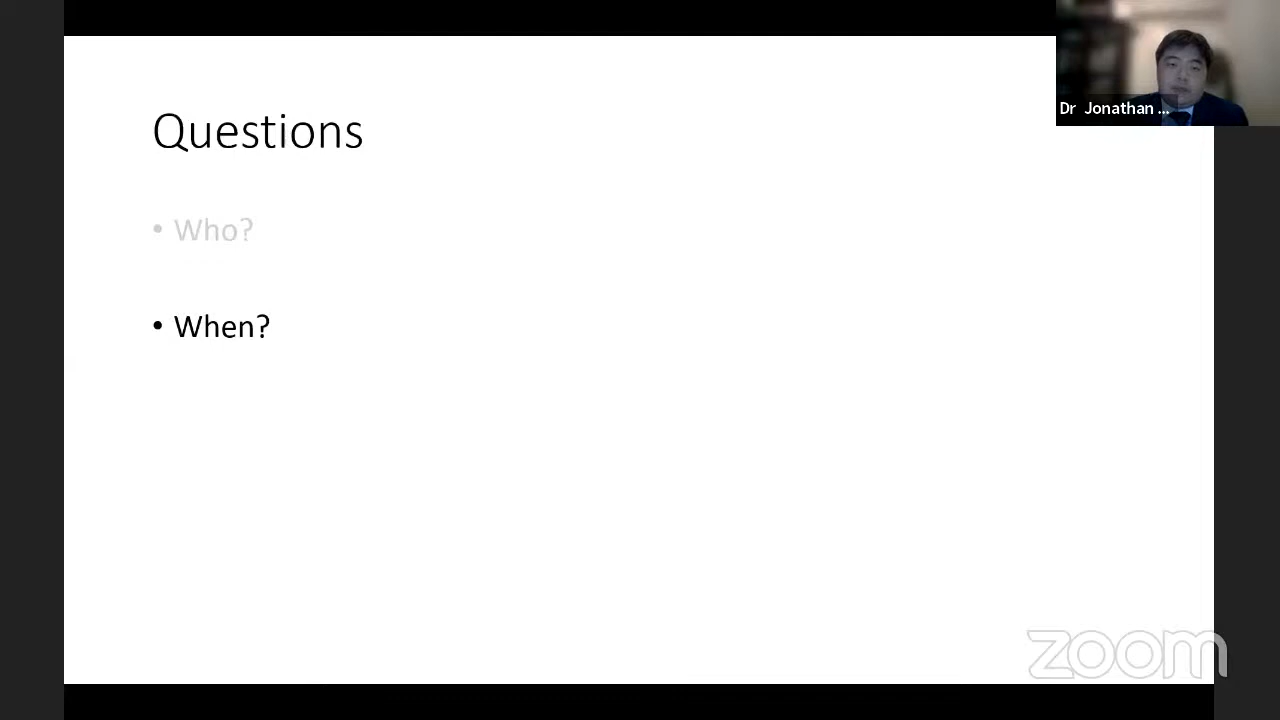 Dr Jonathan ...
Questions
• Who?
• When?
zoom